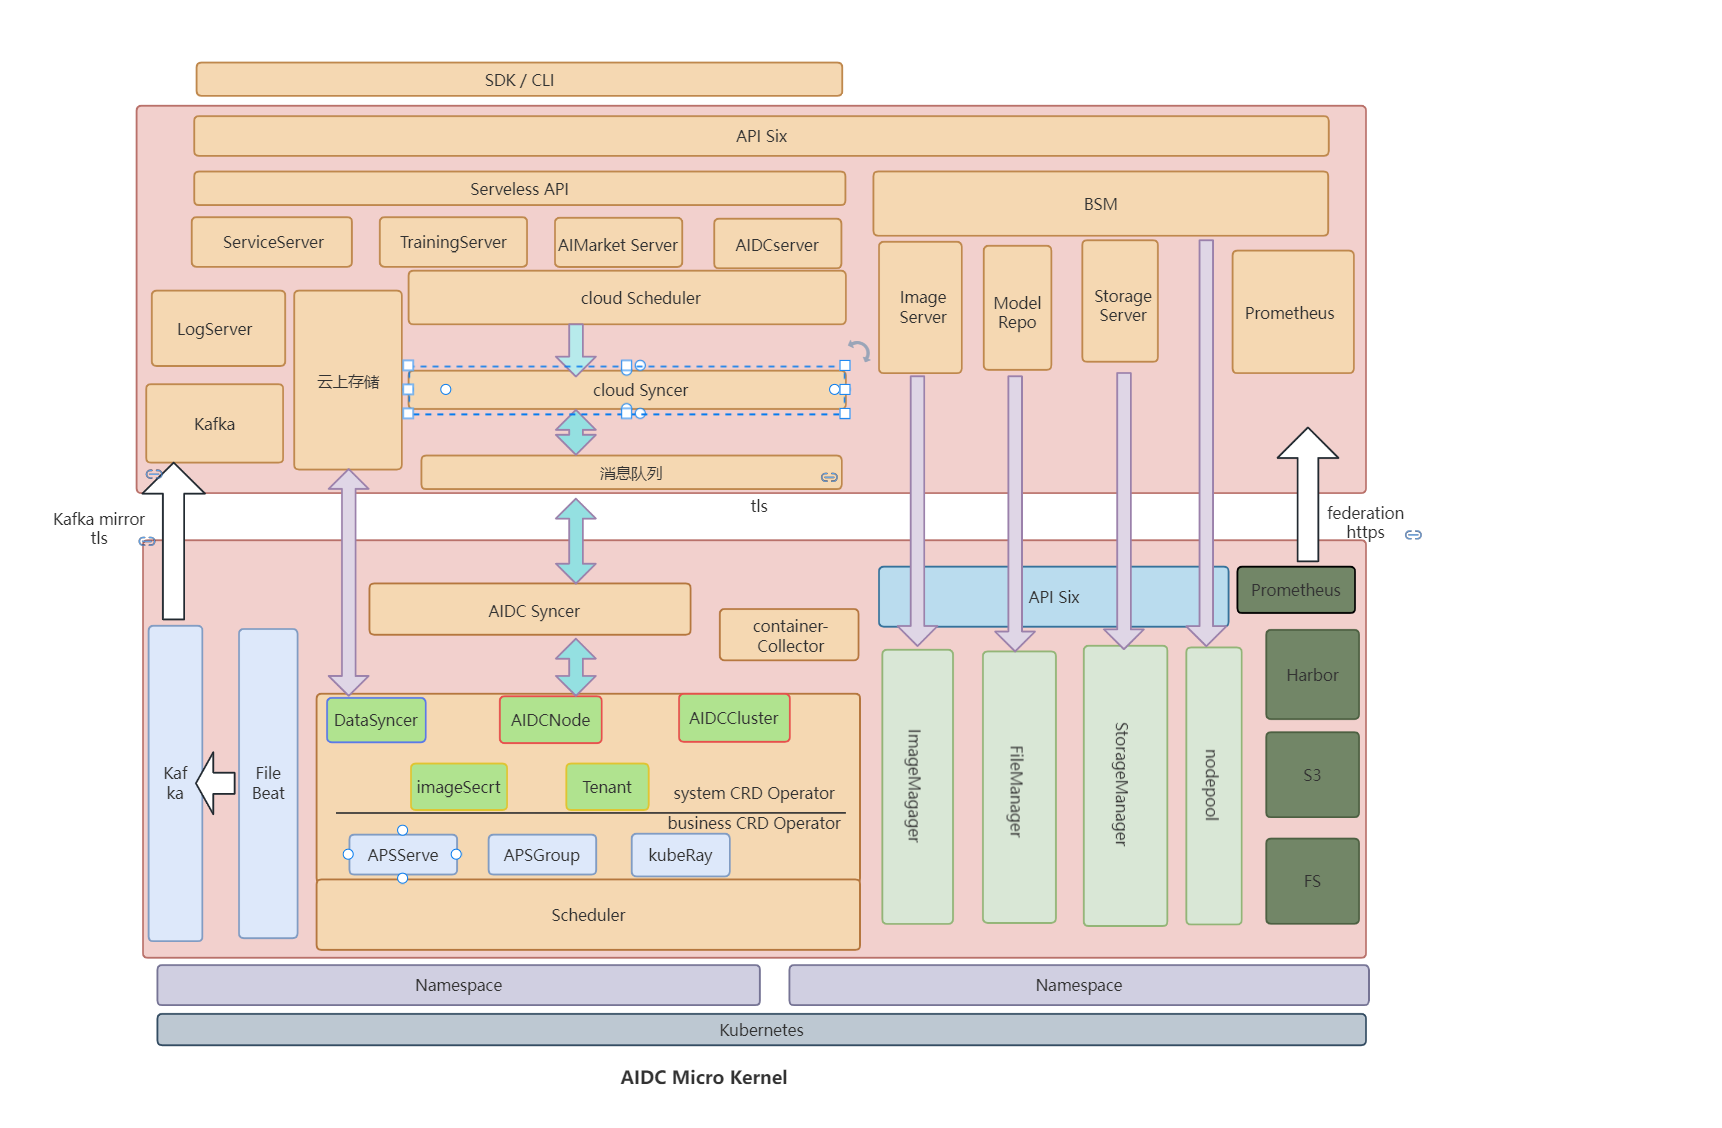 SDK / CLI
API Six
Serveless API
BSM
ServiceServer
TrainingServer
AIMarket Server
AIDCserver
cloud Scheduler
Image
Server
Model
Repo
Storage
Server
Prometheus
LogServer
云上存储
cloud Syncer
Kafka
消息队列
tls
Kafka mirror
tls
federation
https
AIDC Syncer
container-
Collector
API Six
Prometheus
Harbor
S3
FS
Kaf
ka
File
Beat
DataSyncer
AIDCNode
AIDCCluster
imageSecrt
Tenant
system CRD Operator
business CRD Operator
APSServe
APSGroup
kubeRay
Scheduler
ImageMagager
FileManager
StorageManager
nodepool
Namespace
Namespace
Kubernetes
AIDC Micro Kernel